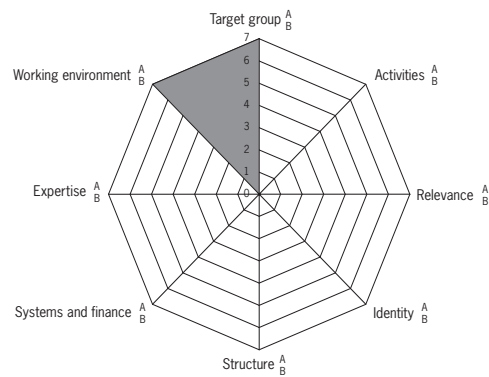 Target group A
B
7
Working environment A
B
6
Activities A
B
5
4
3
2
1
Expertise A
B
0
Relevance A
B
Systems and finance A
B
Identity A
B
Structure A
B